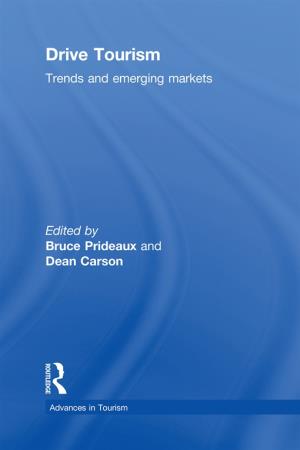 Drive Tourism
Trends and emerging markets
Edited by
Bruce Prideaux and
Dean Carson
ROUTLEDGE
Advances in Tourism